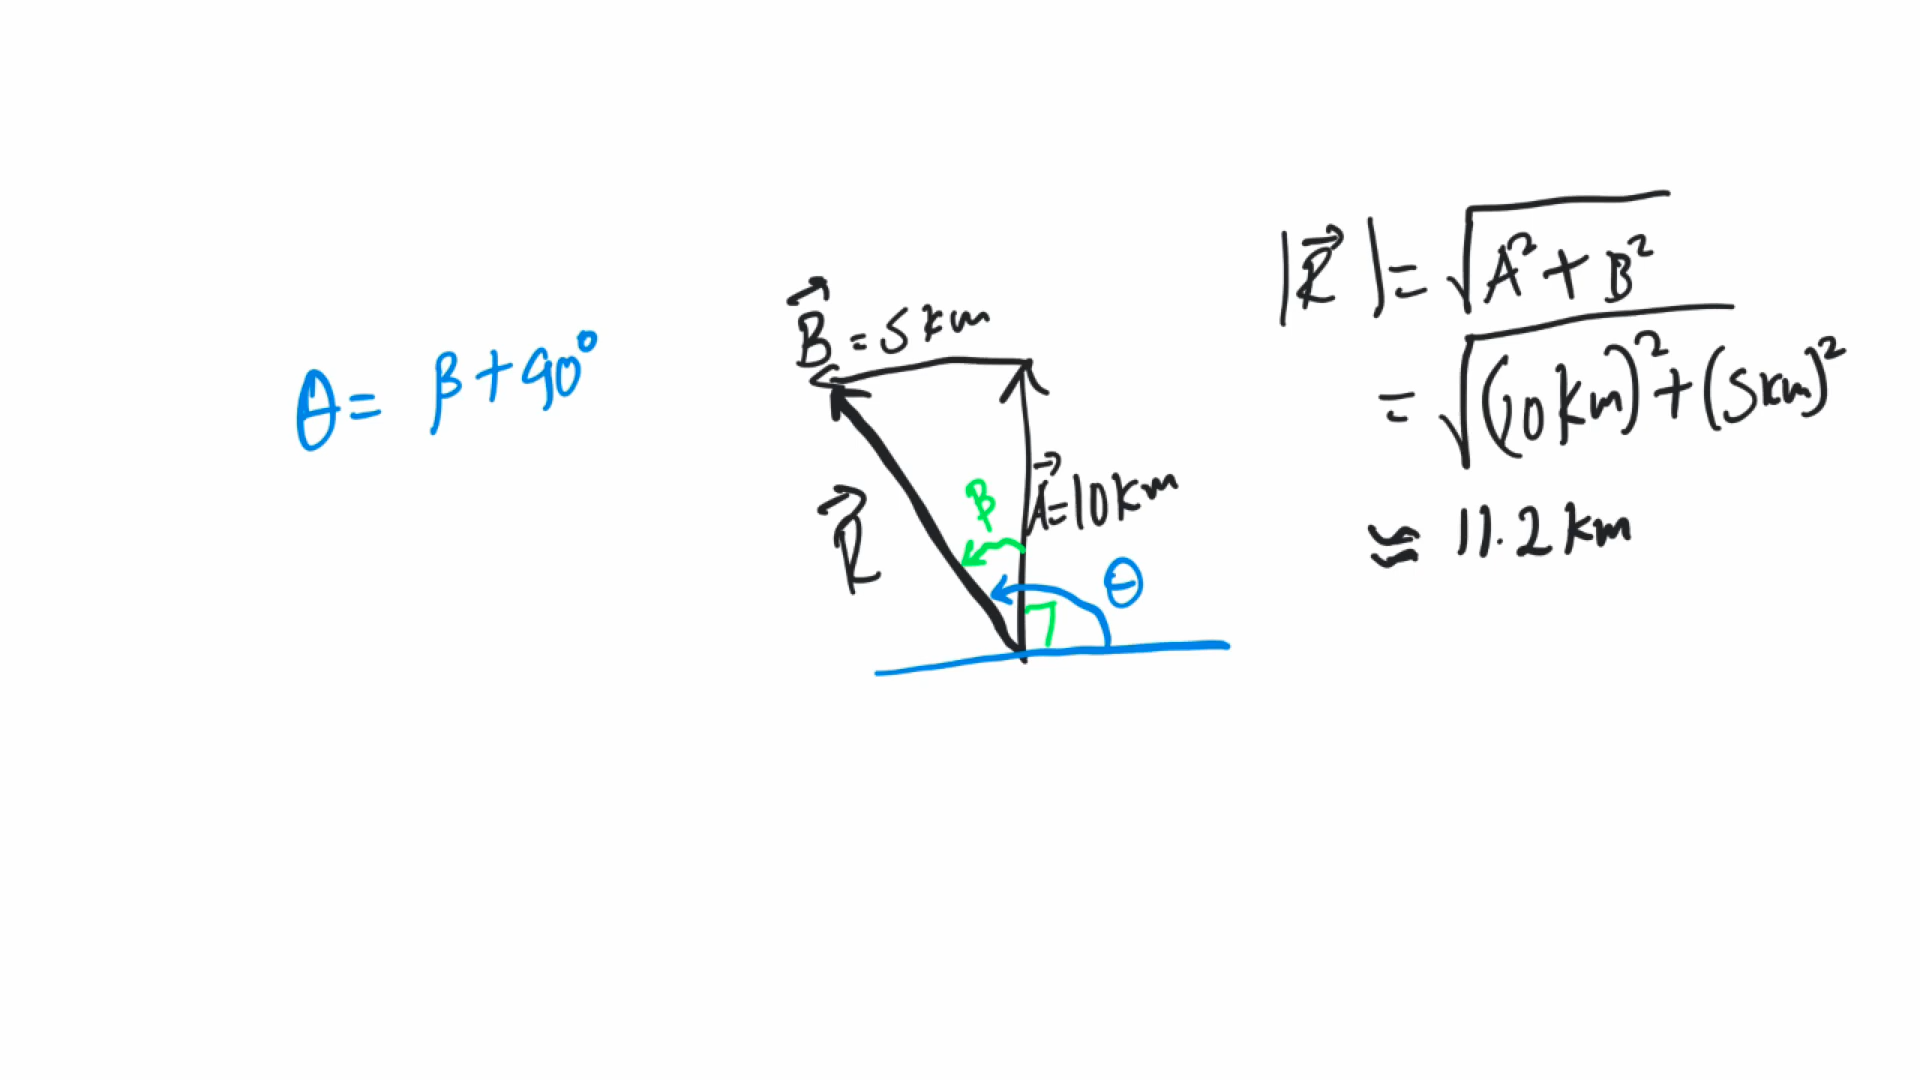 θ = β + 90°
B⃗ = 5 km
A⃗ = 10 km
R⃗
β
θ
|R⃗| = √(A² + B²)
= √((10 km)² + (5 km)²)
≈ 11.2 km